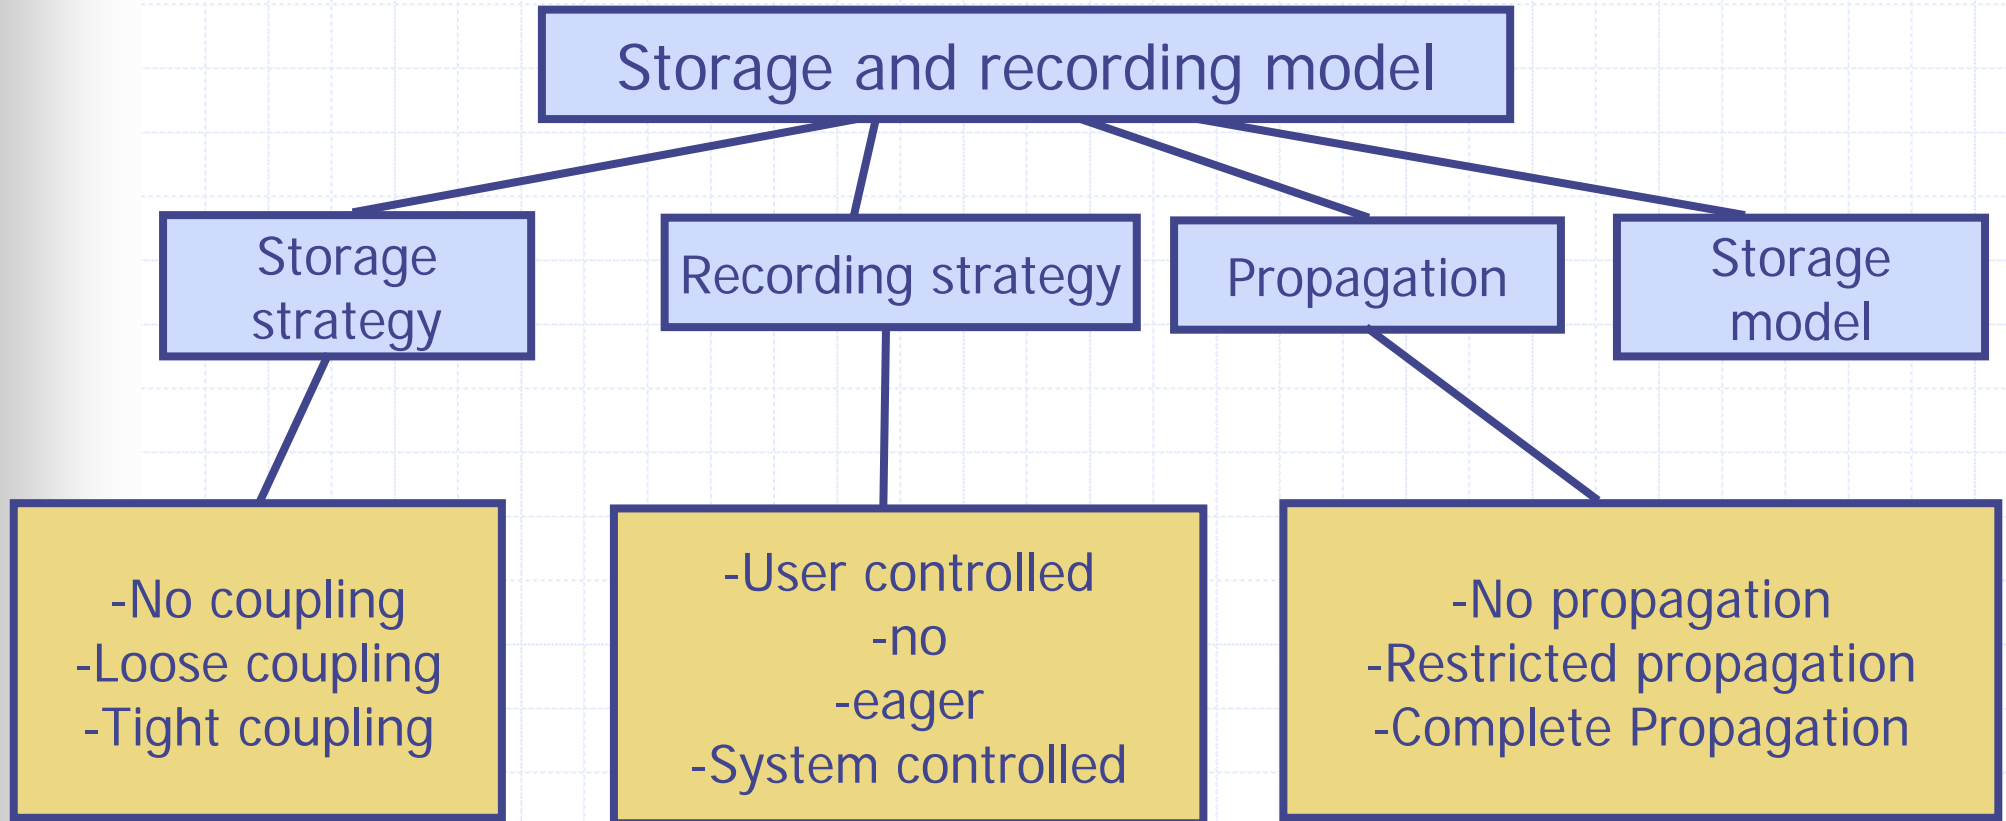 Storage and recording model
Storage
strategy
Recording strategy
Propagation
Storage
model
-No coupling
-Loose coupling
-Tight coupling
-User controlled
-no
-eager
-System controlled
-No propagation
-Restricted propagation
-Complete Propagation